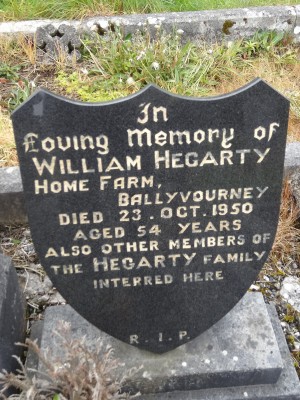 In
Loving Memory of
WILLIAM HEGARTY
HOME FARM,
BALLYVOURNEY
DIED 23. OCT. 1950
AGED 54 YEARS
ALSO OTHER MEMBERS OF
THE HEGARTY FAMILY
INTERRED HERE
R.I.P.